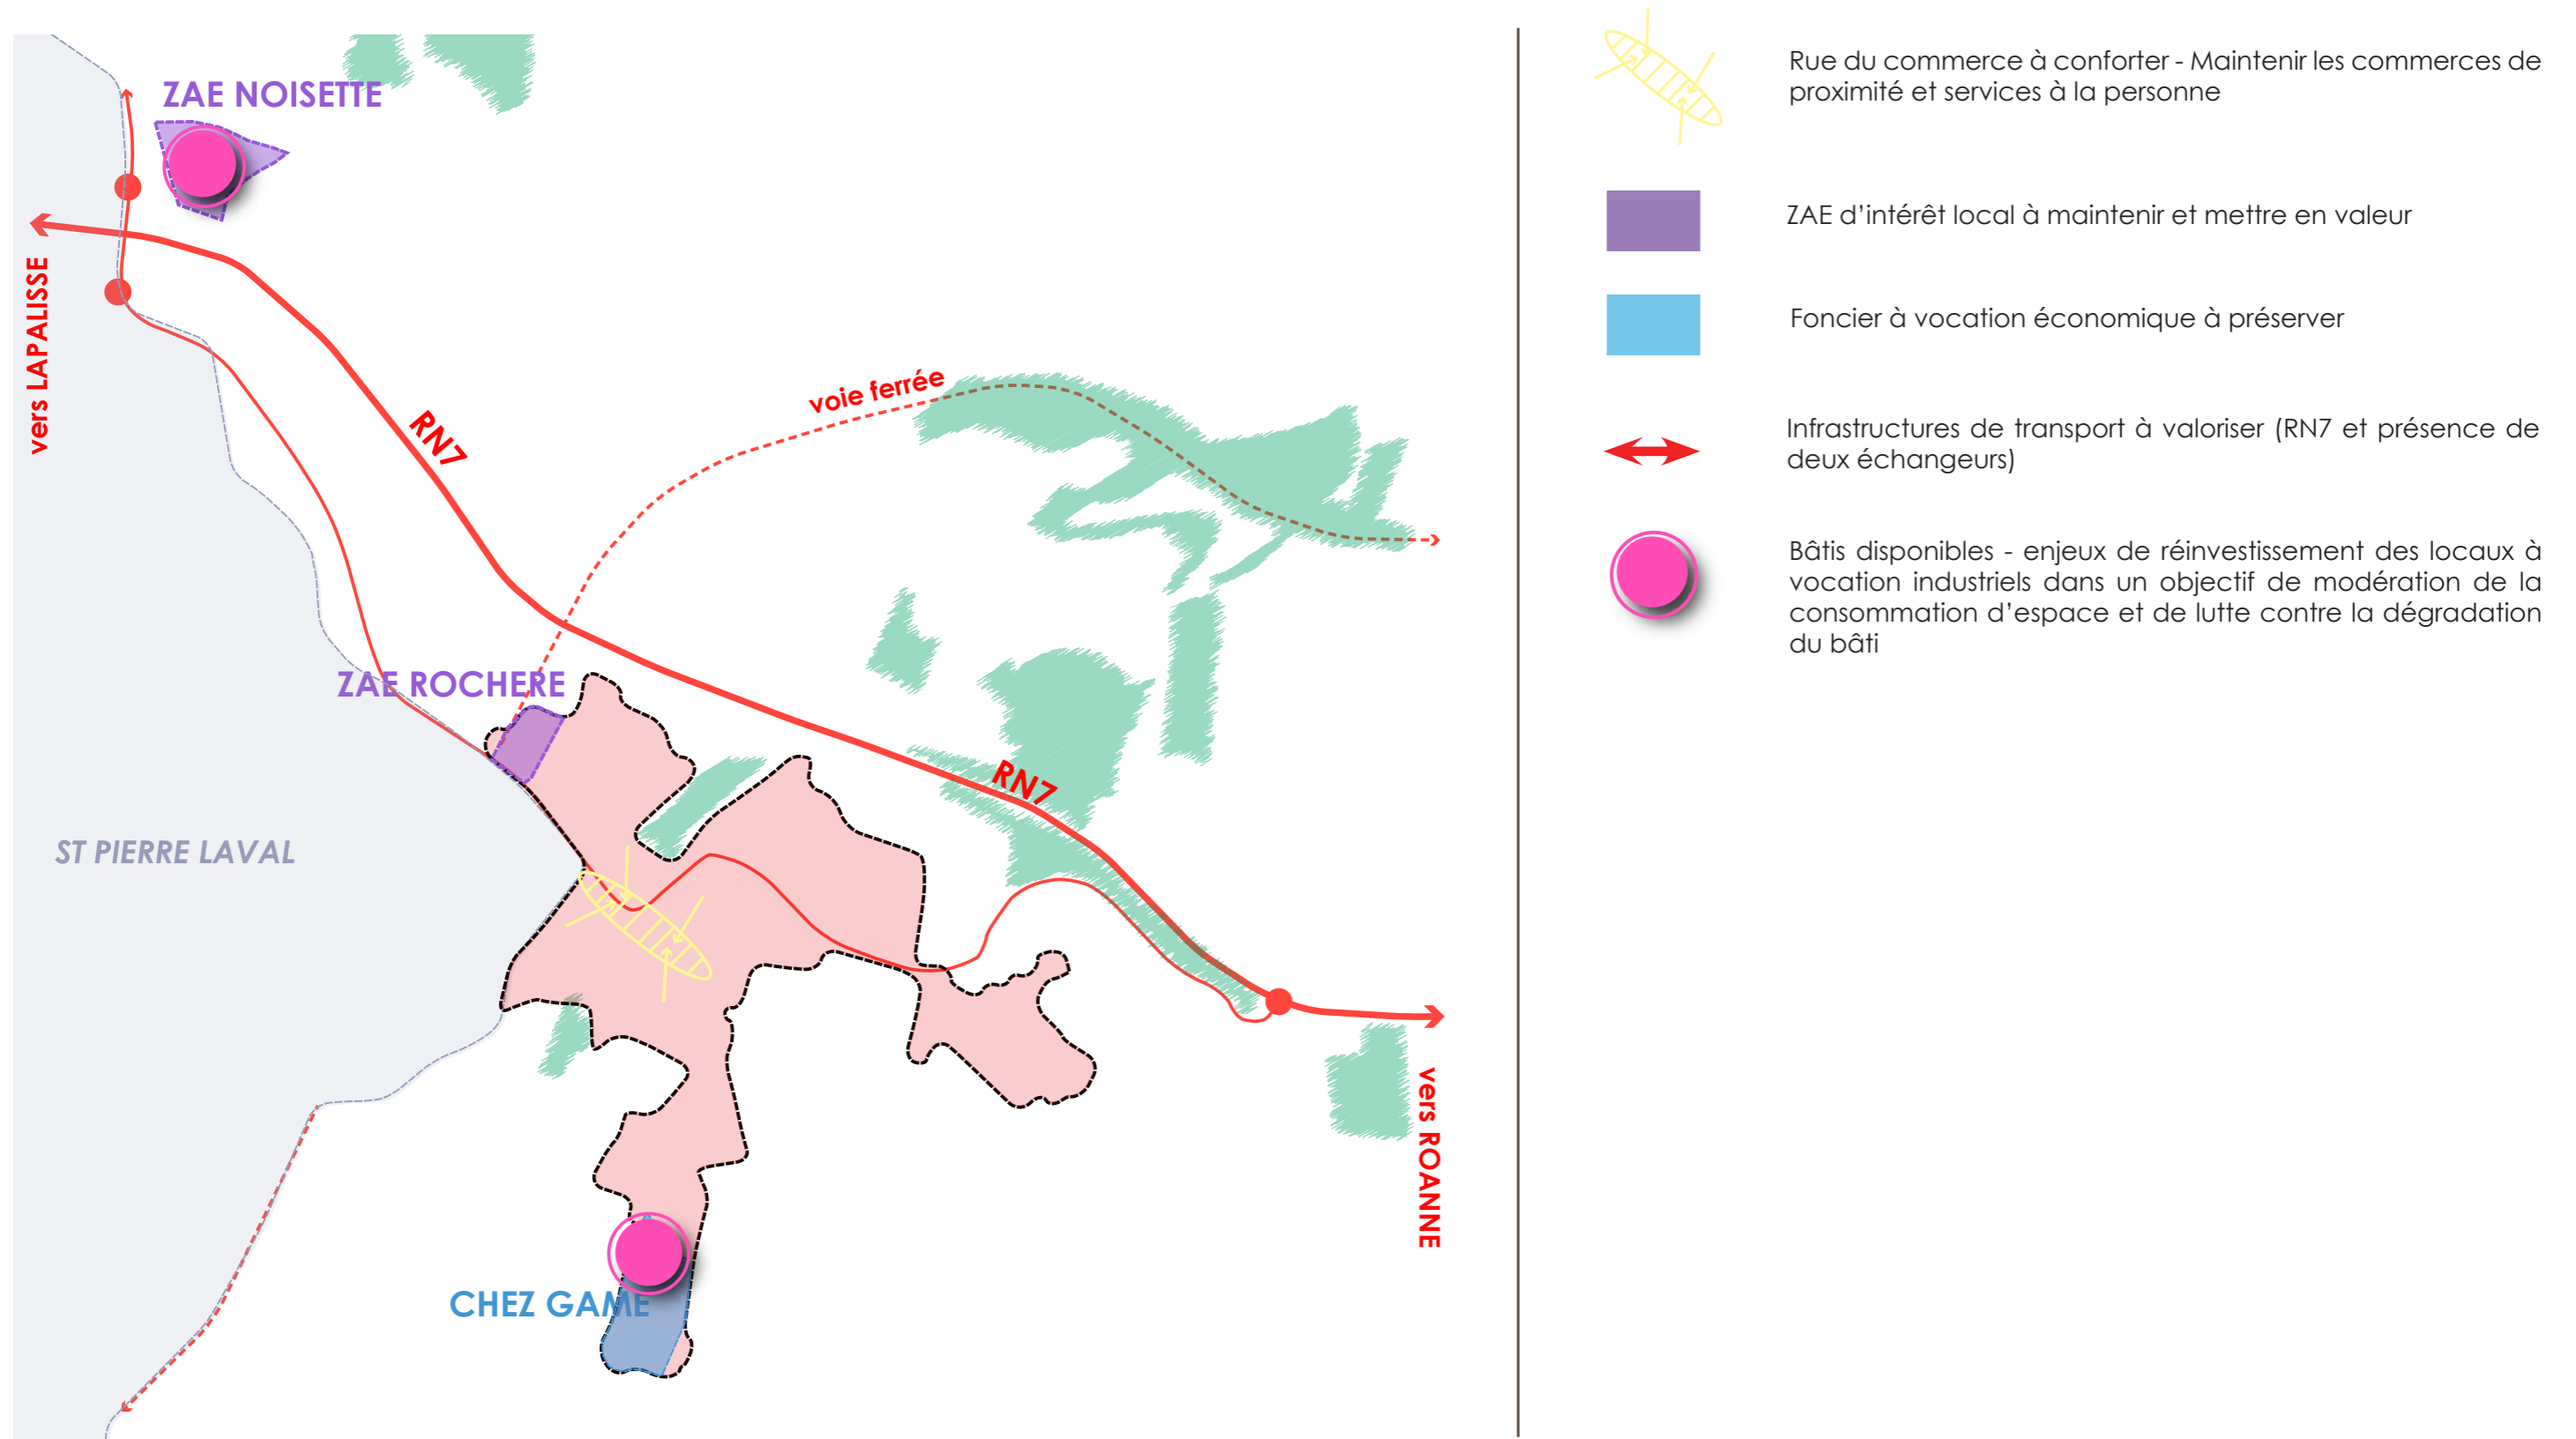 ZAE NOISETTE
vers LAPALISSE
RN7
voie ferrée
ZAE ROCHERE
RN7
ST PIERRE LAVAL
vers ROANNE
CHEZ GAME
Rue du commerce à conforter - Maintenir les commerces de
proximité et services à la personne
ZAE d’intérêt local à maintenir et mettre en valeur
Foncier à vocation économique à préserver
Infrastructures de transport à valoriser (RN7 et présence de
deux échangeurs)
Bâtis disponibles - enjeux de réinvestissement des locaux à
vocation industriels dans un objectif de modération de la
consommation d’espace et de lutte contre la dégradation
du bâti